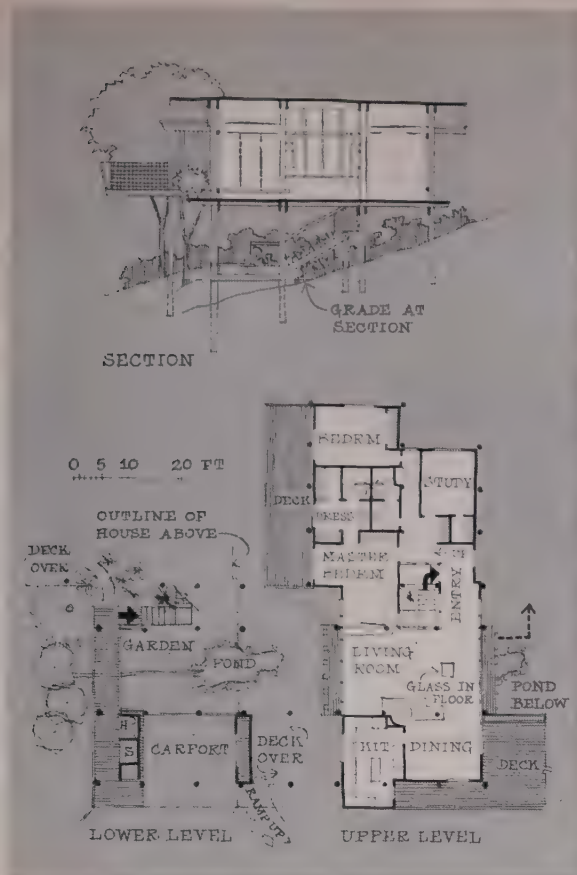 GRADE AT
SECTION
SECTION
0 5 10 20 FT
OUTLINE OF
HOUSE ABOVE
DECK
OVER
GARDEN
POND
H
S
CARPORT
DECK
OVER
RAMP UP
LOWER LEVEL
BEDRM
STUDY
DECK
DRESS
MASTER
BEDRM
ENTRY
LIVING
ROOM
GLASS IN
FLOOR
POND
BELOW
KIT
DINING
DECK
UPPER LEVEL